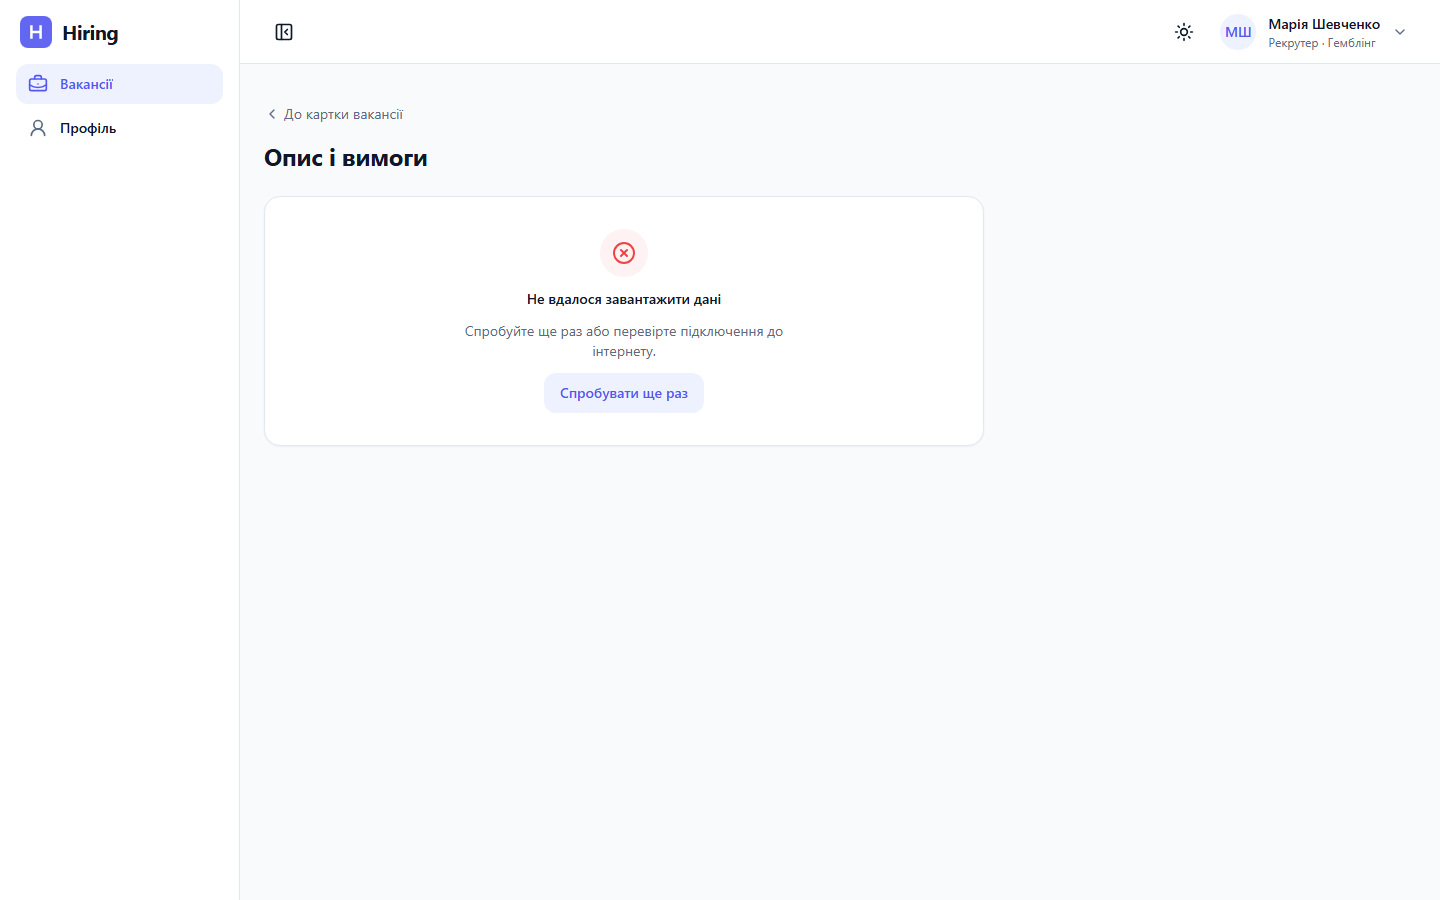 H Hiring
Вакансії
Профіль
МШ
Марія Шевченко
Рекрутер · Гемблінг
До картки вакансії
Опис і вимоги
Не вдалося завантажити дані
Спробуйте ще раз або перевірте підключення до
інтернету.
Спробувати ще раз